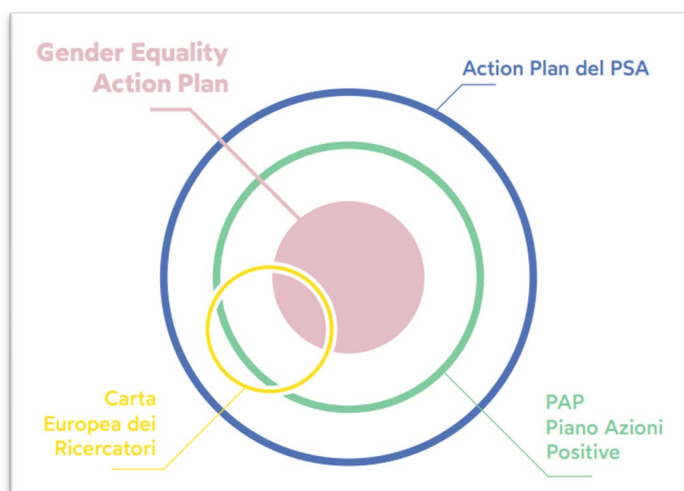 Gender Equality
Action Plan
Action Plan del PSA
Carta
Europea dei
Ricercatori
PAP
Piano Azioni
Positive